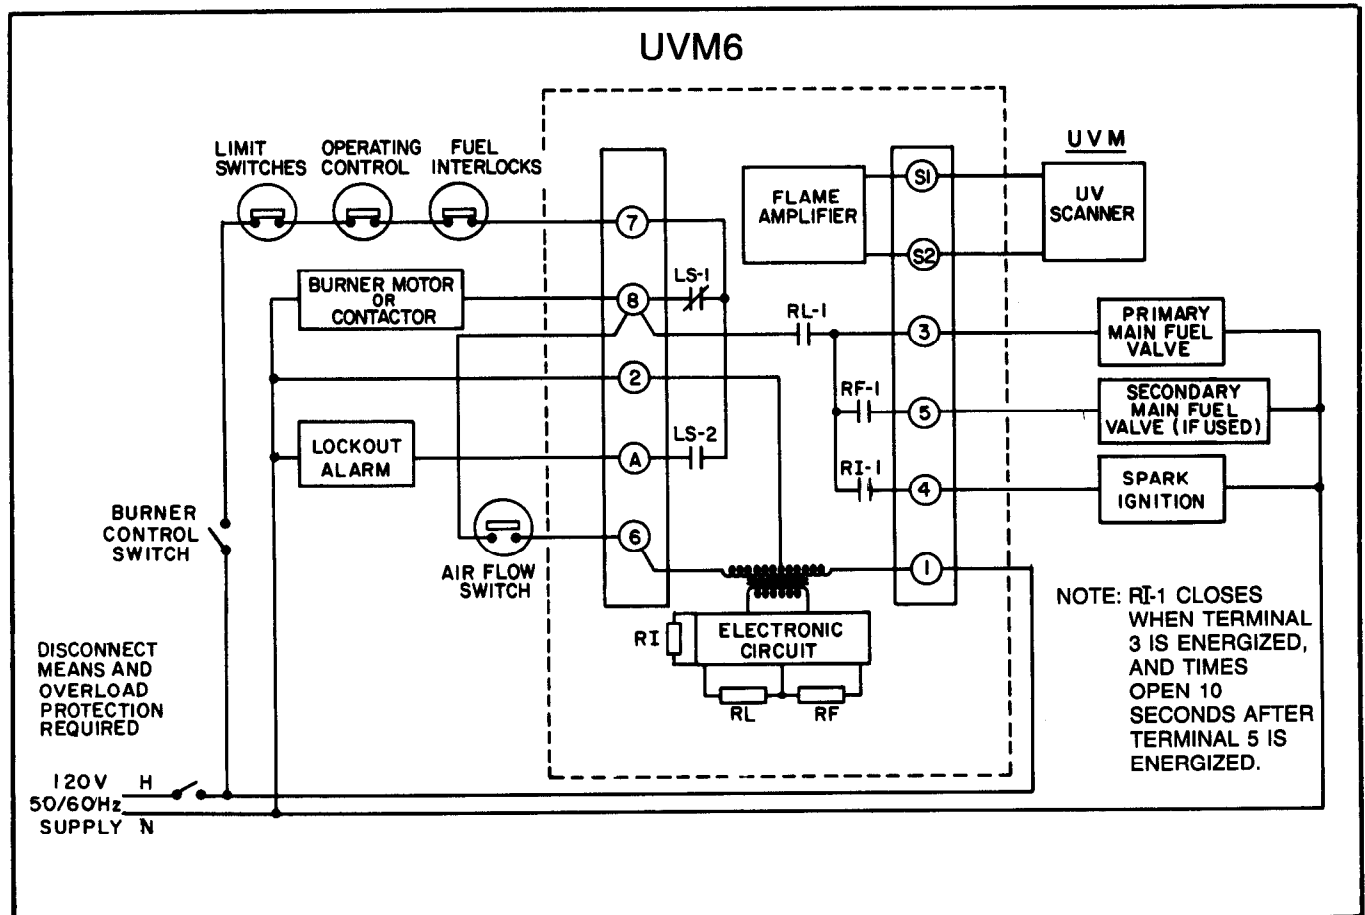 UVM6
LIMIT
SWITCHES
OPERATING
CONTROL
FUEL
INTERLOCKS
UVM
7
S1
FLAME
AMPLIFIER
UV
SCANNER
S2
LS-1
BURNER MOTOR
OR
CONTACTOR
8
RL-1
3
PRIMARY
MAIN FUEL
VALVE
2
RF-1
5
SECONDARY
MAIN FUEL
VALVE (IF USED)
LOCKOUT
ALARM
A
LS-2
RI-1
4
SPARK
IGNITION
BURNER
CONTROL
SWITCH
6
AIR FLOW
SWITCH
1
RI
ELECTRONIC
CIRCUIT
RL
RF
NOTE: RI-1 CLOSES
WHEN TERMINAL
3 IS ENERGIZED,
AND TIMES
OPEN 10
SECONDS AFTER
TERMINAL 5 IS
ENERGIZED.
DISCONNECT
MEANS AND
OVERLOAD
PROTECTION
REQUIRED
120V H
50/60Hz
SUPPLY N